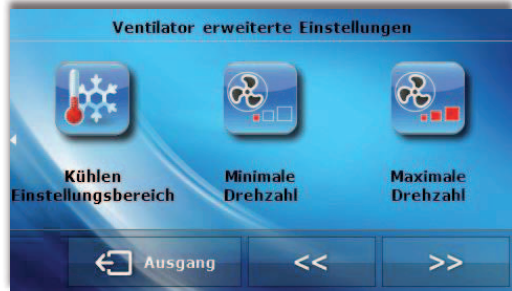 Ventilator erweiterte Einstellungen
Kühlen
Einstellungsbereich
Minimale
Drehzahl
Maximale
Drehzahl
Ausgang
<<
>>